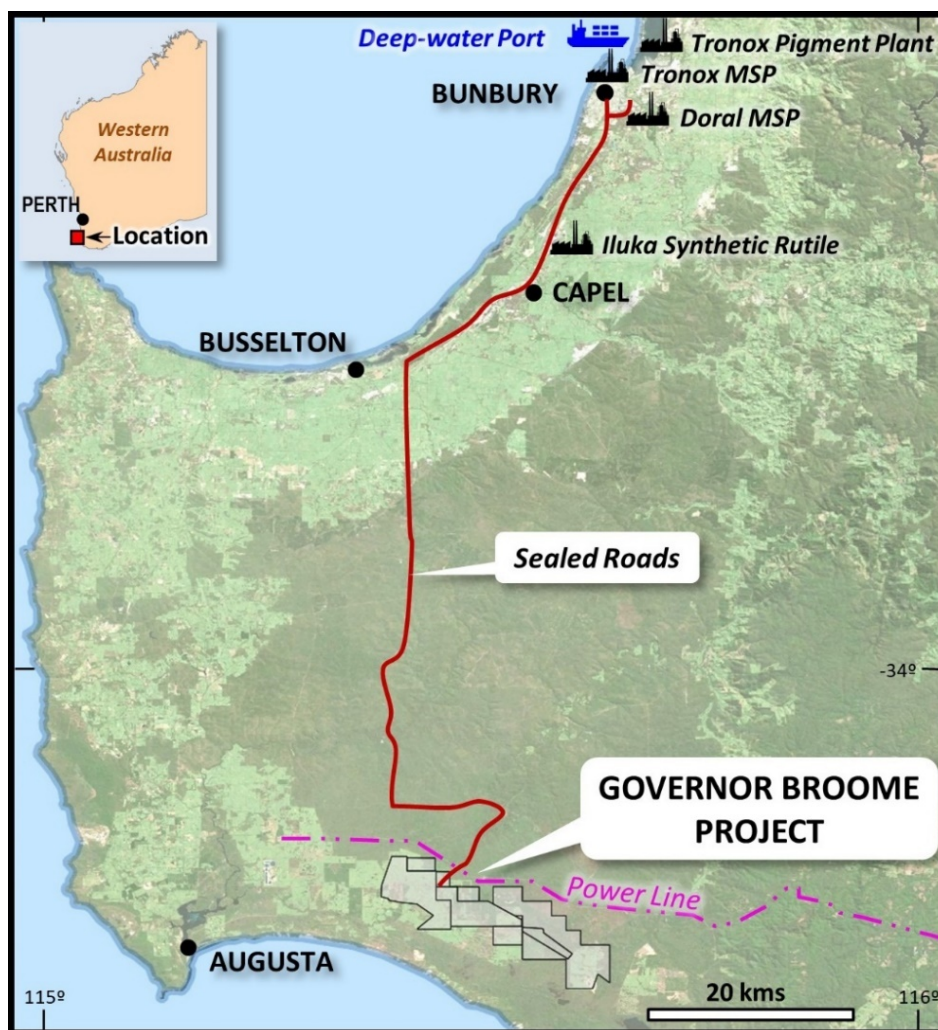 Deep-water Port
Tronox Pigment Plant
Tronox MSP
BUNBURY
Doral MSP
Western
Australia
PERTH
Location
Iluka Synthetic Rutile
CAPEL
BUSSELTON
Sealed Roads
-34º
GOVERNOR BROOME
PROJECT
Power Line
AUGUSTA
20 kms
115º
116º